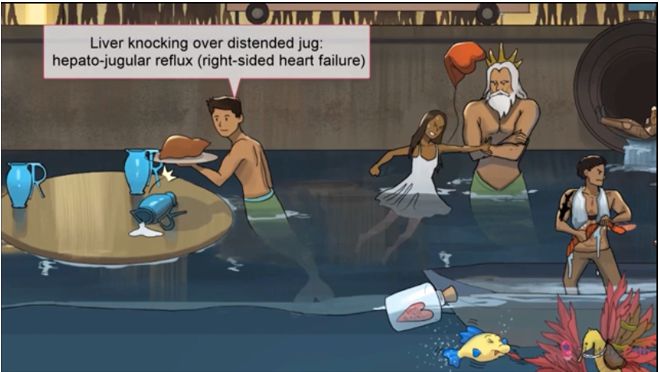 Liver knocking over distended jug:
hepato-jugular reflux (right-sided heart failure)